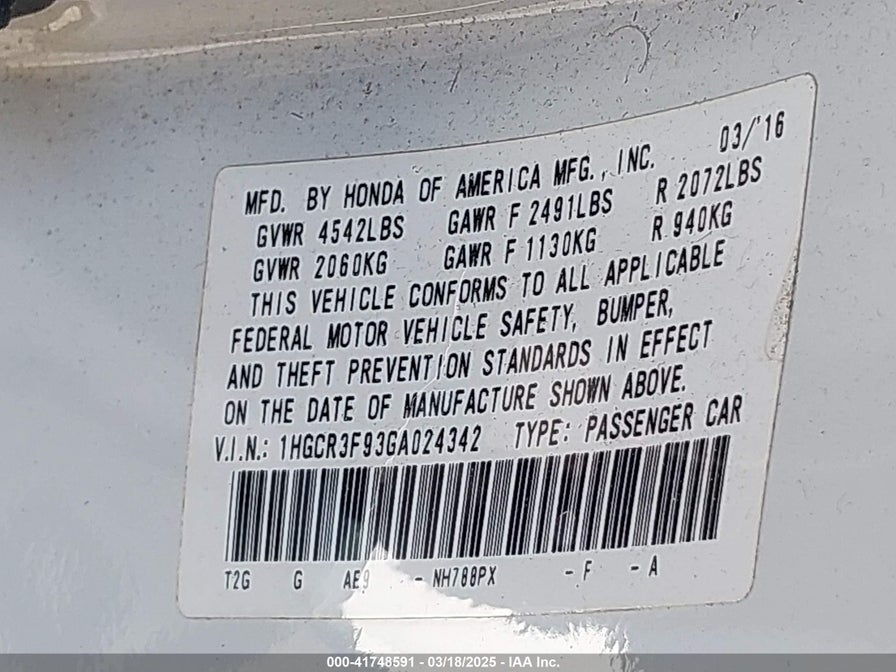 03/'16
MFD. BY HONDA OF AMERICA MFG., INC.
GVWR 4542LBS GAWR F 2491LBS R 2072LBS
GVWR 2060KG GAWR F 1130KG R 940KG
THIS VEHICLE CONFORMS TO ALL APPLICABLE
FEDERAL MOTOR VEHICLE SAFETY, BUMPER,
AND THEFT PREVENTION STANDARDS IN EFFECT
ON THE DATE OF MANUFACTURE SHOWN ABOVE.
V.I.N.: 1HGCR3F93GA024342 TYPE: PASSENGER CAR
T2G G AE9 - NH788PX - F - A
000-41748591 - 03/18/2025 - IAA Inc.